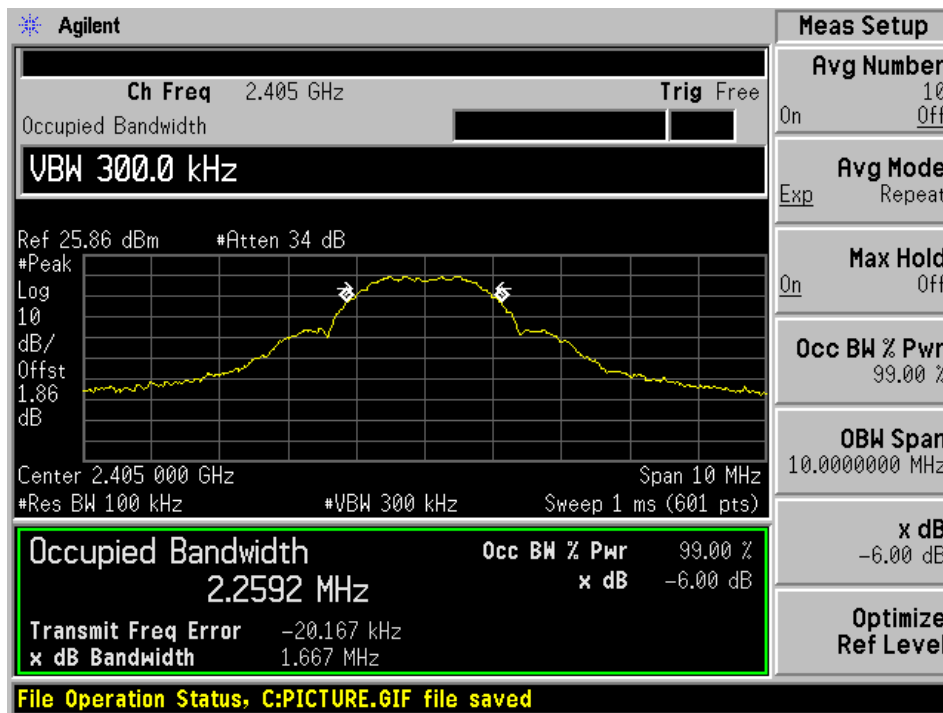 Agilent
Meas Setup
Ch Freq 2.405 GHz Trig Free
Occupied Bandwidth
VBW 300.0 kHz
Ref 25.86 dBm #Atten 34 dB
#Peak
Log
10
dB/
Offst
1.86
dB
Center 2.405 000 GHz Span 10 MHz
#Res BW 100 kHz #VBW 300 kHz Sweep 1 ms (601 pts)
Occupied Bandwidth
2.2592 MHz
Occ BW % Pwr 99.00 %
x dB -6.00 dB
Transmit Freq Error -20.167 kHz
x dB Bandwidth 1.667 MHz
File Operation Status, C:PICTURE.GIF file saved
Avg Number
10
On Off
Avg Mode
Exp Repeat
Max Hold
On Off
Occ BW % Pwr
99.00 %
OBW Span
10.0000000 MHz
x dB
-6.00 dB
Optimize
Ref Level